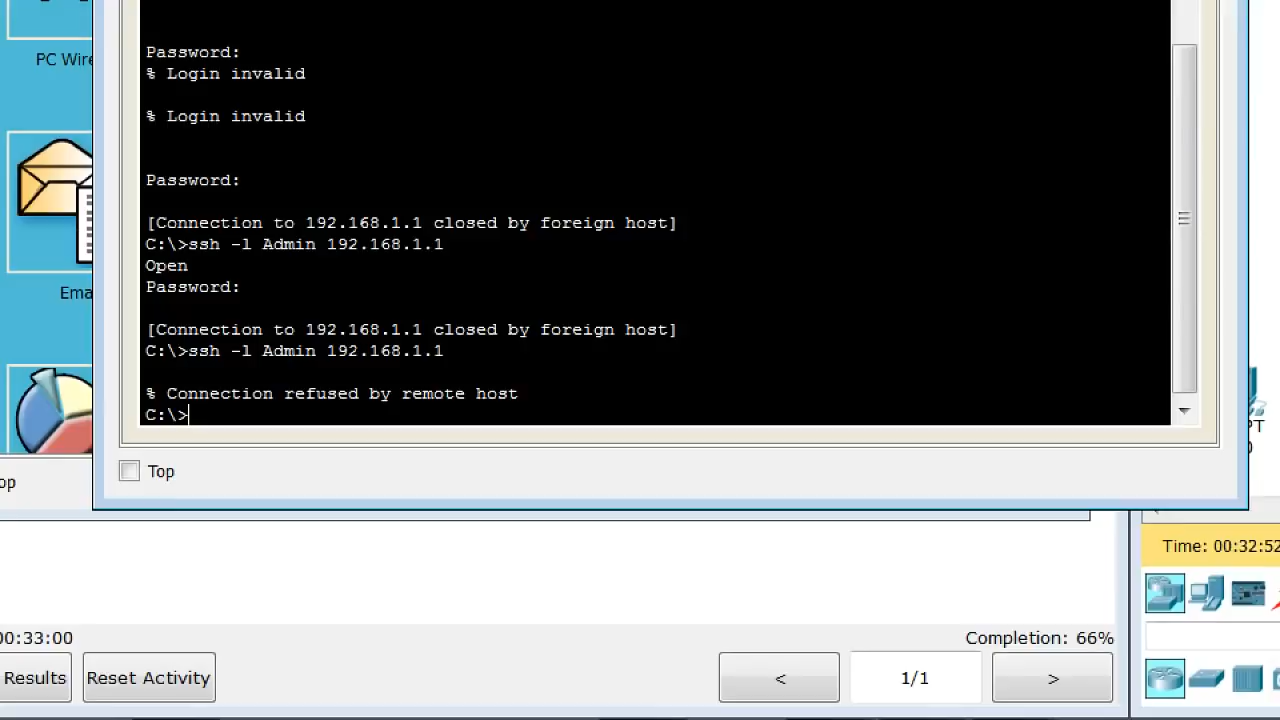 PC Wire
Password:
% Login invalid
% Login invalid
Password:
[Connection to 192.168.1.1 closed by foreign host]
C:\>ssh -l Admin 192.168.1.1
Open
Password:
[Connection to 192.168.1.1 closed by foreign host]
C:\>ssh -l Admin 192.168.1.1
% Connection refused by remote host
C:\>
Ema
PT
0
Top
op
Time: 00:32:52
00:33:00
Completion: 66%
Results
Reset Activity
<
1/1
>